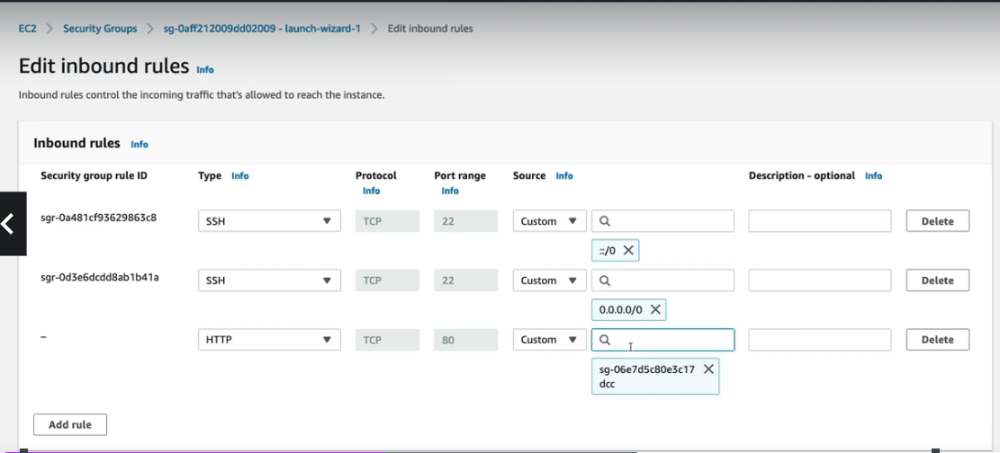 EC2 > Security Groups > sg-0aff212009dd02009 - launch-wizard-1 > Edit inbound rules
Edit inbound rules Info
Inbound rules control the incoming traffic that's allowed to reach the instance.
Inbound rules Info
Security group rule ID Type Info Protocol Info Port range Info Source Info Description - optional Info
sgr-0a481cf93629863c8 SSH TCP 22 Custom Delete
::/0
sgr-0d3e6dcdd8ab1b41a SSH TCP 22 Custom Delete
0.0.0.0/0
– HTTP TCP 80 Custom Delete
sg-06e7d5c80e3c17
dcc
Add rule